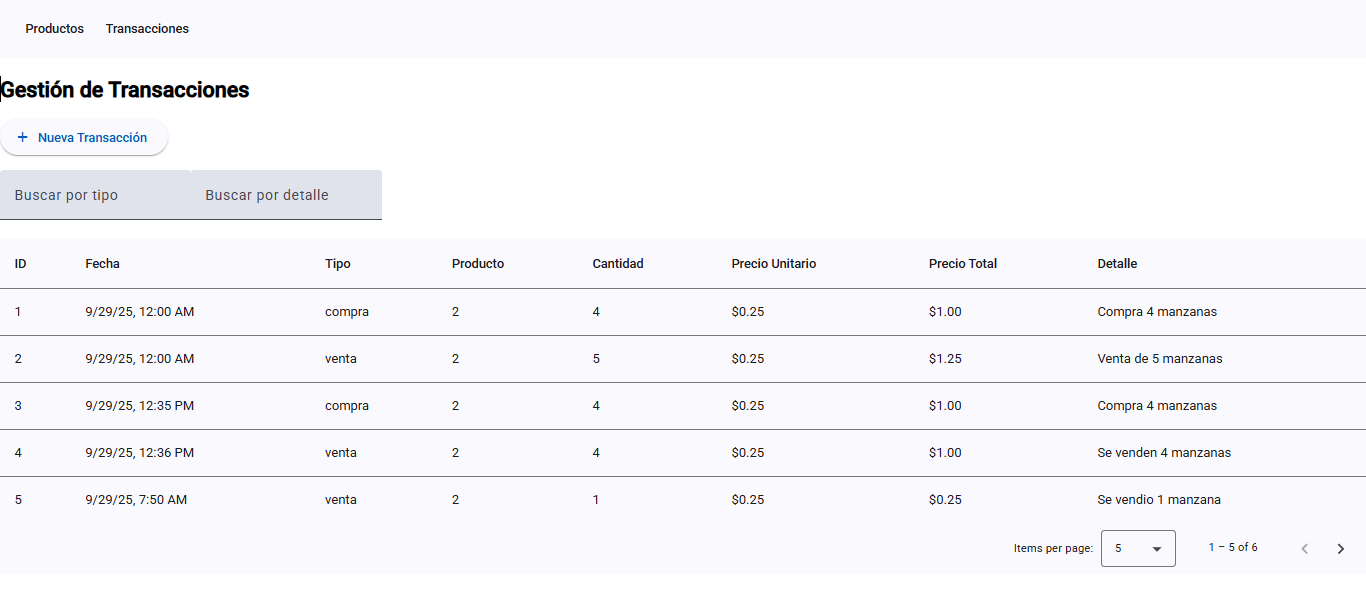 Productos Transacciones
Gestión de Transacciones
+ Nueva Transacción
Buscar por tipo Buscar por detalle
ID Fecha Tipo Producto Cantidad Precio Unitario Precio Total Detalle
1 9/29/25, 12:00 AM compra 2 4 $0.25 $1.00 Compra 4 manzanas
2 9/29/25, 12:00 AM venta 2 5 $0.25 $1.25 Venta de 5 manzanas
3 9/29/25, 12:35 PM compra 2 4 $0.25 $1.00 Compra 4 manzanas
4 9/29/25, 12:36 PM venta 2 4 $0.25 $1.00 Se venden 4 manzanas
5 9/29/25, 7:50 AM venta 2 1 $0.25 $0.25 Se vendio 1 manzana
Items per page: 5 1 – 5 of 6